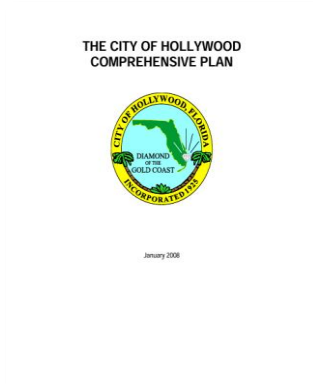 THE CITY OF HOLLYWOOD
COMPREHENSIVE PLAN
CITY OF HOLLYWOOD, FLORIDA
DIAMOND
OF THE
GOLD COAST
INCORPORATED 1925
January 2008